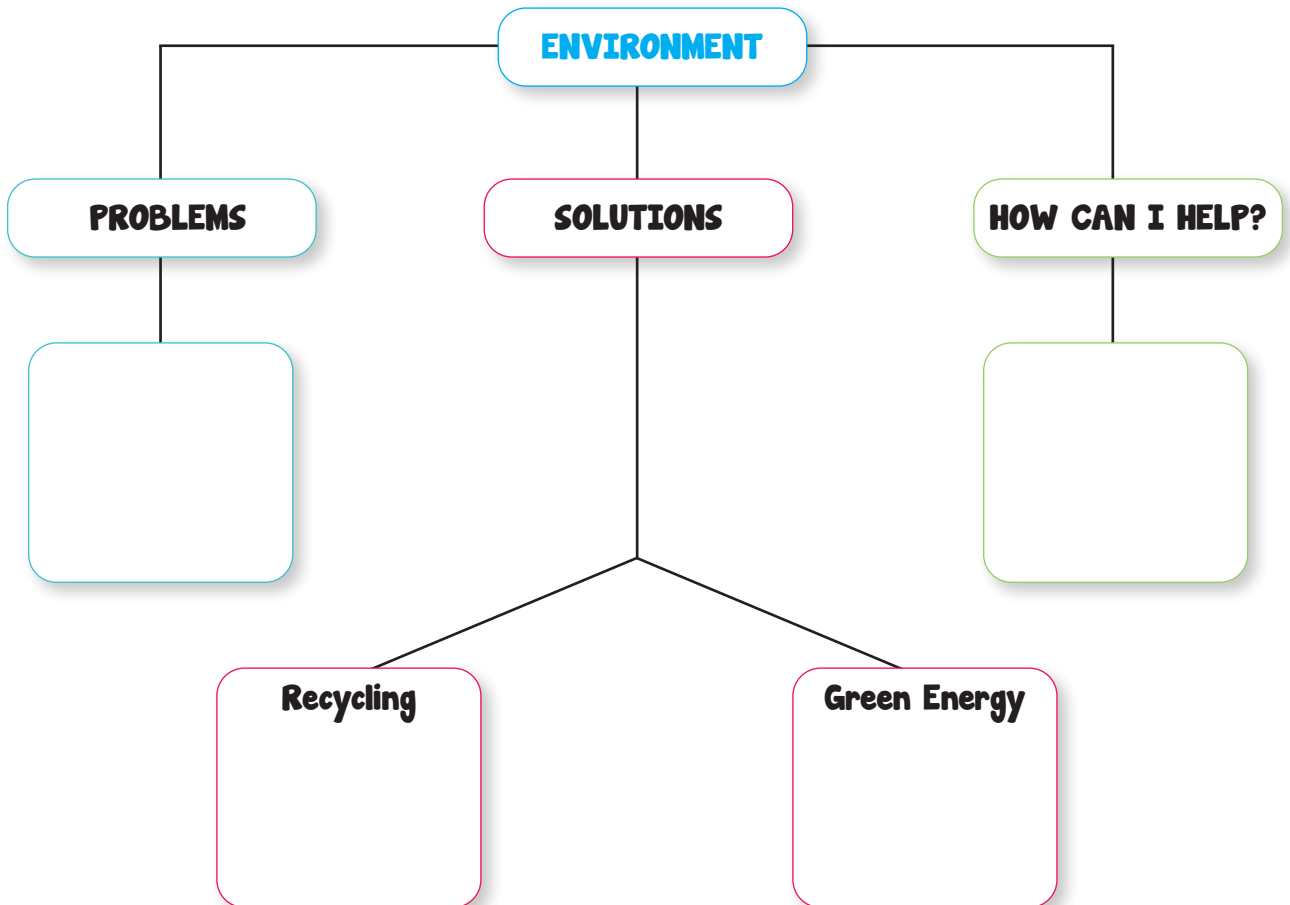 ENVIRONMENT
PROBLEMS
SOLUTIONS
HOW CAN I HELP?
Recycling
Green Energy